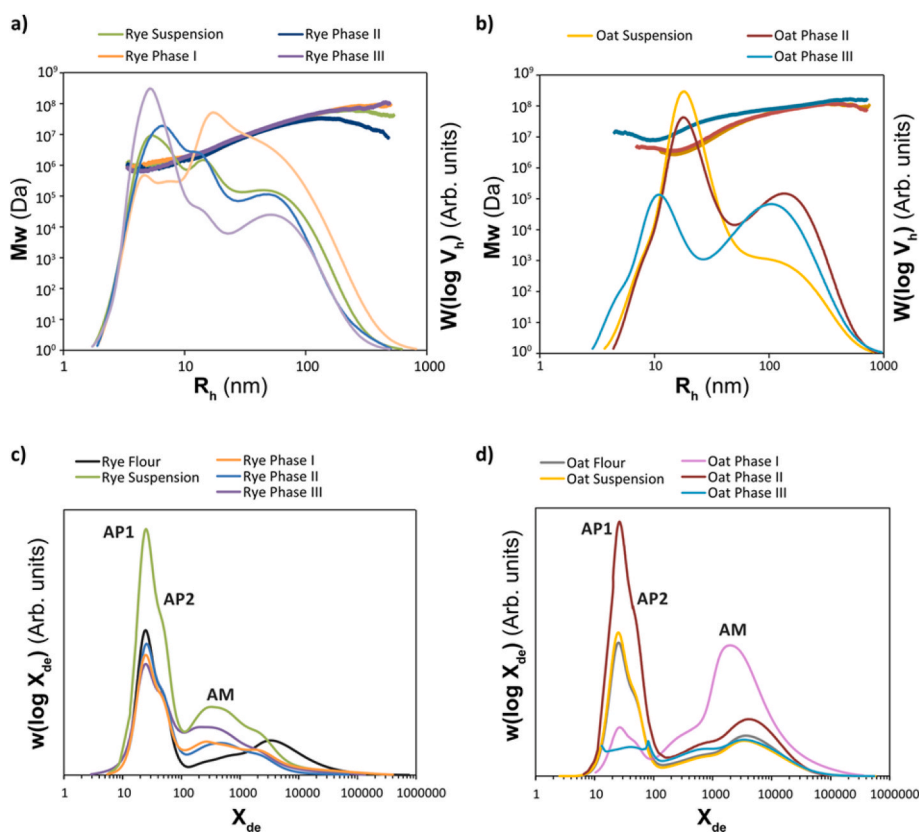 a)
Rye Suspension
Rye Phase II
Rye Phase I
Rye Phase III
10⁹
10⁸
10⁷
10⁶
10⁵
10⁴
10³
10²
10¹
10⁰
Mw (Da)
W(log Vₕ) (Arb. units)
1
10
100
1000
Rₕ (nm)
b)
Oat Suspension
Oat Phase II
Oat Phase III
10⁹
10⁸
10⁷
10⁶
10⁵
10⁴
10³
10²
10¹
10⁰
Mw (Da)
W(log Vₕ) (Arb. units)
1
10
100
1000
Rₕ (nm)
c)
Rye Flour
Rye Phase I
Rye Suspension
Rye Phase II
Rye Phase III
AP1
AP2
AM
w(log X_de) (Arb. units)
1
10
100
1000
10000
100000
1000000
X_de
d)
Oat Flour
Oat Phase I
Oat Suspension
Oat Phase II
Oat Phase III
AP1
AP2
AM
w(log X_de) (Arb. units)
1
10
100
1000
10000
100000
1000000
X_de